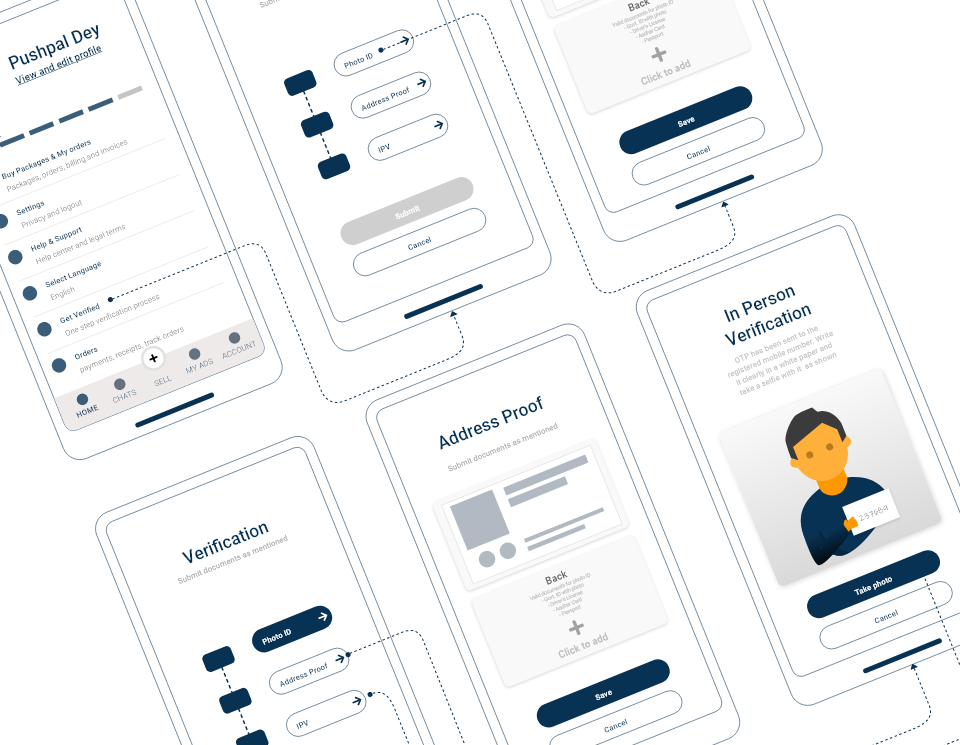 Pushpal Dey
View and edit profile
Buy Packages & My orders
Packages, orders, billing and invoices
Settings
Privacy and logout
Help & Support
Help center and legal terms
Select Language
English
Get Verified
One step verification process
Orders
payments, receipts, track orders
HOME
CHATS
SELL
MY ADS
ACCOUNT
Photo ID
Address Proof
IPV
Submit
Cancel
Back
Valid documents for photo ID
- Govt. ID with photo
- Driver's License
- Aadhar Card
- Passport
Click to add
Save
Cancel
Verification
Submit documents as mentioned
Photo ID
Address Proof
IPV
Address Proof
Submit documents as mentioned
Back
Valid documents for photo ID
- Govt. ID with photo
- Driver's License
- Aadhar Card
- Passport
Click to add
Save
Cancel
In Person
Verification
OTP has been sent to the
registered mobile number. Write
it clearly in a white paper and
take a selfie with it as shown
237668
Take photo
Cancel